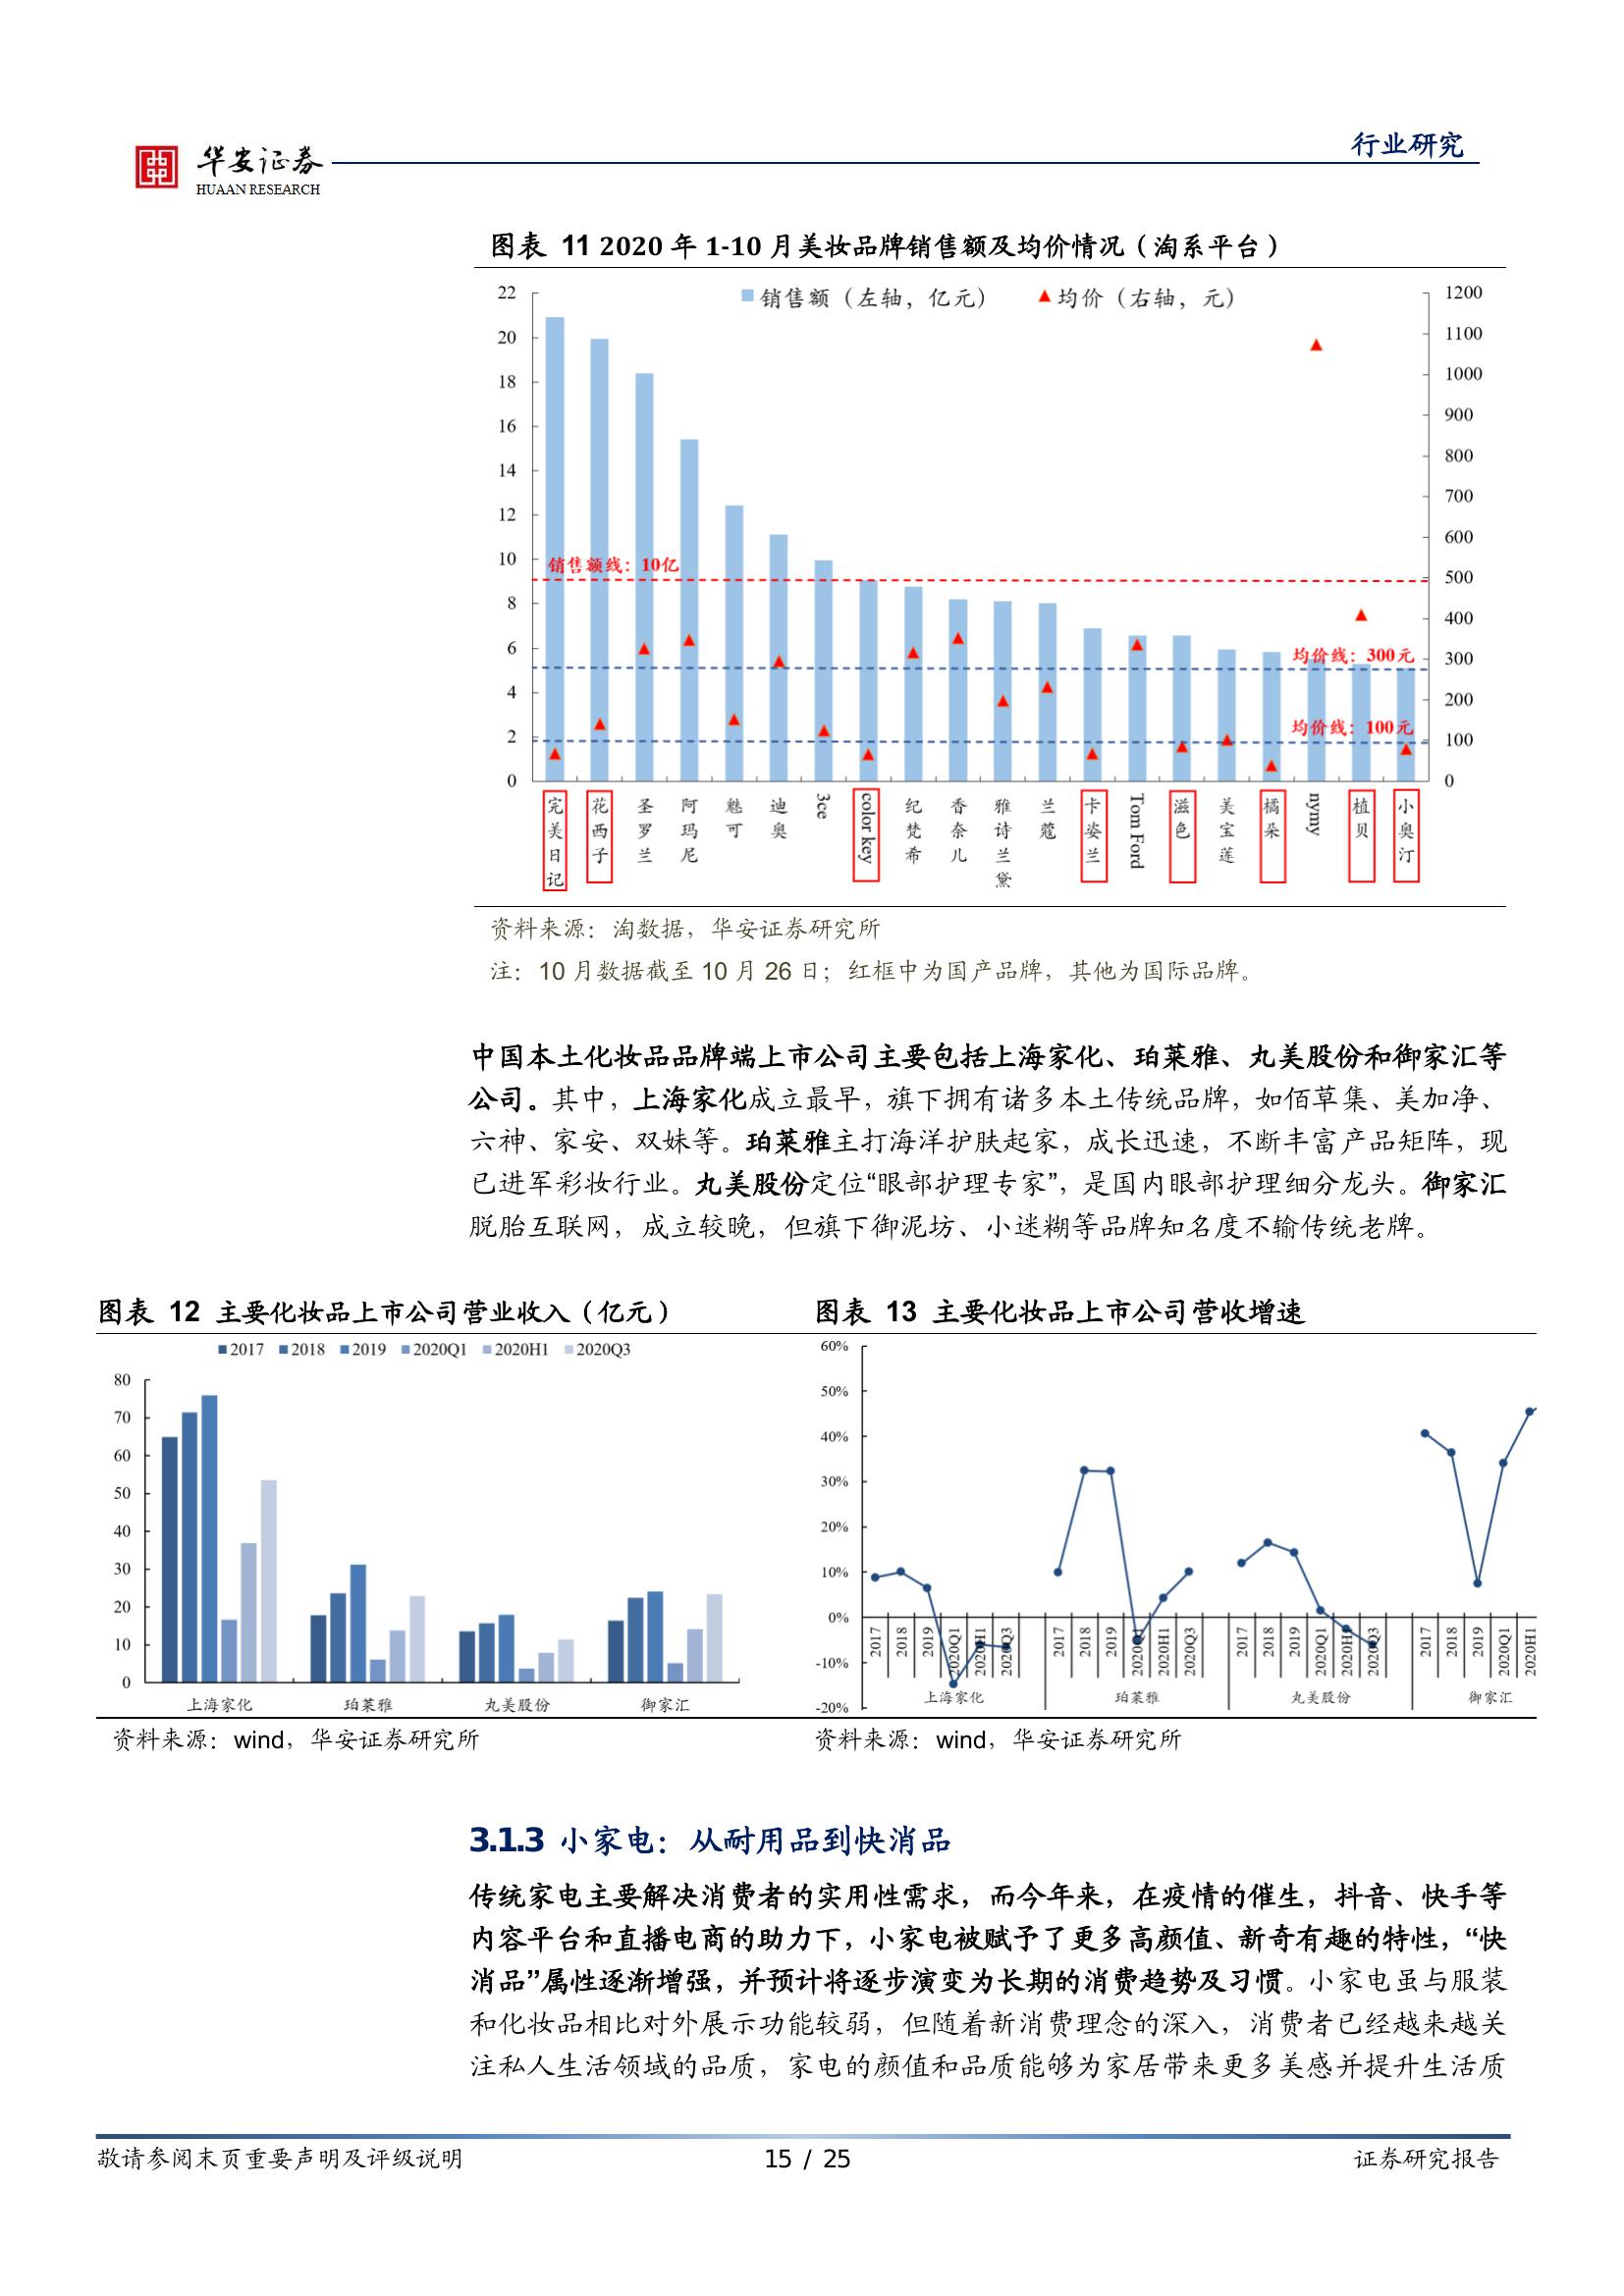 华安证券
HUAAN RESEARCH
行业研究
图表 11 2020 年 1-10 月美妆品牌销售额及均价情况（淘系平台）
销售额（左轴，亿元） 均价（右轴，元）
22
20
18
16
14
12
10
8
6
4
2
0
1200
1100
1000
900
800
700
600
500
400
300
200
100
0
销售额线：10亿
均价线：300元
均价线：100元
完美日记
花西子
圣罗兰
阿玛尼
魅可
迪奥
3ce
color key
纪梵希
香奈儿
雅诗兰黛
兰蔻
卡姿兰
Tom Ford
滋色
美宝莲
橘朵
nymy
植贝
小奥汀
资料来源：淘数据，华安证券研究所
注：10 月数据截至 10 月 26 日；红框中为国产品牌，其他为国际品牌。
中国本土化妆品品牌端上市公司主要包括上海家化、珀莱雅、丸美股份和御家汇等
公司。其中，上海家化成立最早，旗下拥有诸多本土传统品牌，如佰草集、美加净、
六神、家安、双妹等。珀莱雅主打海洋护肤起家，成长迅速，不断丰富产品矩阵，现
已进军彩妆行业。丸美股份定位“眼部护理专家”，是国内眼部护理细分龙头。御家汇
脱胎互联网，成立较晚，但旗下御泥坊、小迷糊等品牌知名度不输传统老牌。
图表 12 主要化妆品上市公司营业收入（亿元）
2017 2018 2019 2020Q1 2020H1 2020Q3
80
70
60
50
40
30
20
10
0
上海家化 珀莱雅 丸美股份 御家汇
资料来源：wind，华安证券研究所
图表 13 主要化妆品上市公司营收增速
60%
50%
40%
30%
20%
10%
0%
-10%
-20%
2017 2018 2019 2020Q1 2020H1 2020Q3
2017 2018 2019 2020Q1 2020H1 2020Q3
2017 2018 2019 2020Q1 2020H1 2020Q3
2017 2018 2019 2020Q1 2020H1
上海家化 珀莱雅 丸美股份 御家汇
资料来源：wind，华安证券研究所
3.1.3 小家电：从耐用品到快消品
传统家电主要解决消费者的实用性需求，而今年来，在疫情的催生，抖音、快手等
内容平台和直播电商的助力下，小家电被赋予了更多高颜值、新奇有趣的特性，“快
消品”属性逐渐增强，并预计将逐步演变为长期的消费趋势及习惯。小家电虽与服装
和化妆品相比对外展示功能较弱，但随着新消费理念的深入，消费者已经越来越关
注私人生活领域的品质，家电的颜值和品质能够为家居带来更多美感并提升生活质
敬请参阅末页重要声明及评级说明 15 / 25 证券研究报告